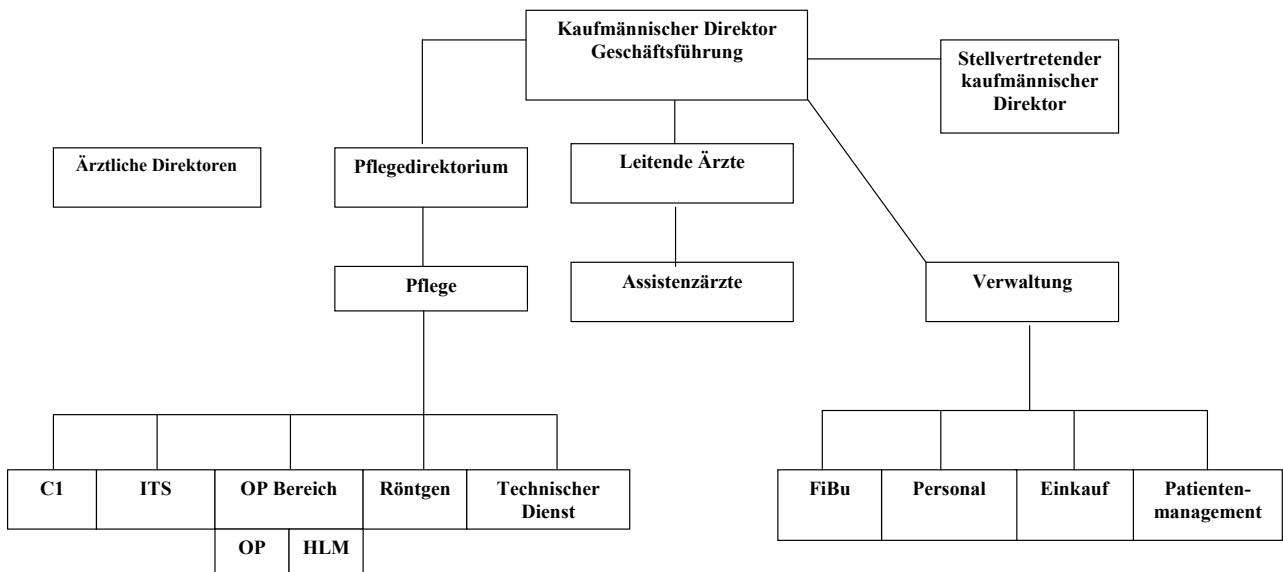 Kaufmännischer Direktor
Geschäftsführung
Stellvertretender
kaufmännischer
Direktor
Ärztliche Direktoren
Pflegedirektorium
Leitende Ärzte
Pflege
Assistenzärzte
Verwaltung
C1
ITS
OP Bereich
Röntgen
Technischer
Dienst
OP
HLM
FiBu
Personal
Einkauf
Patienten-
management